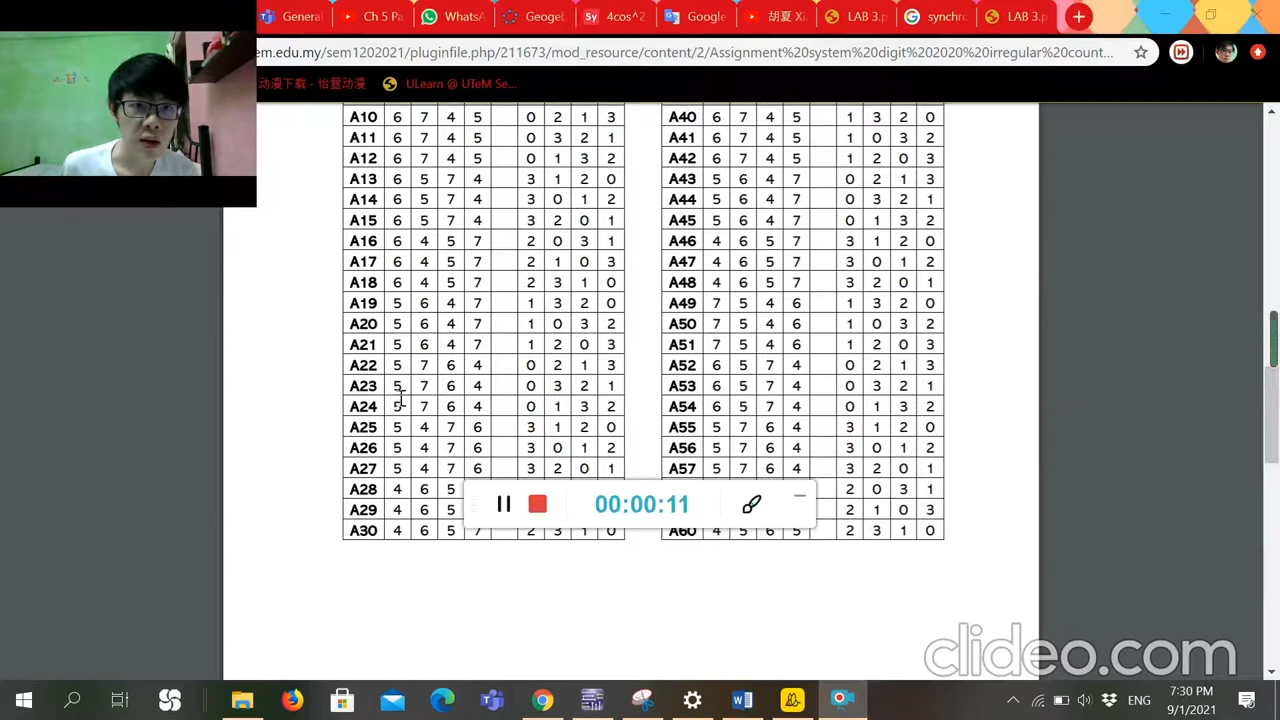 General
Ch 5 Pa
WhatsA
Geogeb
Sy 4cos^2
Google
胡夏 Xi
LAB 3.p
synchro
LAB 3.p
em.edu.my/sem1202021/pluginfile.php/211673/mod_resource/content/2/Assignment%20system%20digit%202020%20irregular%20count...
动漫下载 - 怡萱动漫
ULearn @ UTeM Se...
A10 6 7 4 5 0 2 1 3
A11 6 7 4 5 0 3 2 1
A12 6 7 4 5 0 1 3 2
A13 6 5 7 4 3 1 2 0
A14 6 5 7 4 3 0 1 2
A15 6 5 7 4 3 2 0 1
A16 6 4 5 7 2 0 3 1
A17 6 4 5 7 2 1 0 3
A18 6 4 5 7 2 3 1 0
A19 5 6 4 7 1 3 2 0
A20 5 6 4 7 1 0 3 2
A21 5 6 4 7 1 2 0 3
A22 5 7 6 4 0 2 1 3
A23 5 7 6 4 0 3 2 1
A24 5 7 6 4 0 1 3 2
A25 5 4 7 6 3 1 2 0
A26 5 4 7 6 3 0 1 2
A27 5 4 7 6 3 2 0 1
A28 4 6 5
A29 4 6 5
A30 4 6 5 7 2 3 1 0
A40 6 7 4 5 1 3 2 0
A41 6 7 4 5 1 0 3 2
A42 6 7 4 5 1 2 0 3
A43 5 6 4 7 0 2 1 3
A44 5 6 4 7 0 3 2 1
A45 5 6 4 7 0 1 3 2
A46 4 6 5 7 3 1 2 0
A47 4 6 5 7 3 0 1 2
A48 4 6 5 7 3 2 0 1
A49 7 5 4 6 1 3 2 0
A50 7 5 4 6 1 0 3 2
A51 7 5 4 6 1 2 0 3
A52 6 5 7 4 0 2 1 3
A53 6 5 7 4 0 3 2 1
A54 6 5 7 4 0 1 3 2
A55 5 7 6 4 3 1 2 0
A56 5 7 6 4 3 0 1 2
A57 5 7 6 4 3 2 0 1
2 0 3 1
2 1 0 3
A60 4 5 6 5 2 3 1 0
00:00:11
clideo.com
ENG
7:30 PM
9/1/2021